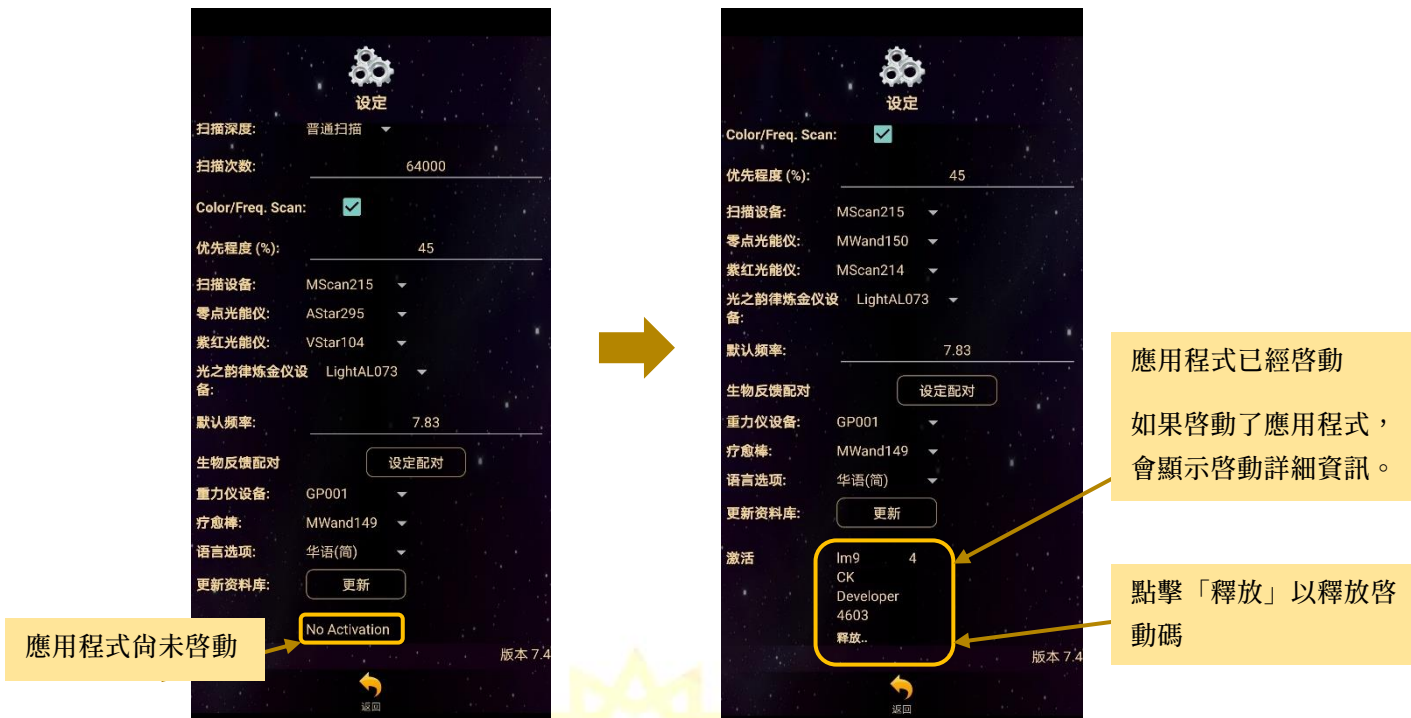 设定
扫描深度: 普通扫描
扫描次数: 64000
Color/Freq. Scan:
优先程度 (%): 45
扫描设备: MScan215
零点光能仪: AStar295
紫红光能仪: VStar104
光之韵律炼金仪设 LightAL073
备:
默认频率: 7.83
生物反馈配对 设定配对
重力仪设备: GP001
疗愈棒: MWand149
语言选项: 华语(简)
更新资料库: 更新
No Activation
版本 7.4
返回
應用程式尙未啓動
设定
Color/Freq. Scan:
优先程度 (%): 45
扫描设备: MScan215
零点光能仪: MWand150
紫红光能仪: MScan214
光之韵律炼金仪设 LightAL073
备:
默认频率: 7.83
生物反馈配对 设定配对
重力仪设备: GP001
疗愈棒: MWand149
语言选项: 华语(简)
更新资料库: 更新
激活 lm9 4
CK
Developer
4603
释放..
版本 7.4
返回
應用程式已經啓動
如果啓動了應用程式，
會顯示啓動詳細資訊。
點擊「釋放」以釋放啓
動碼